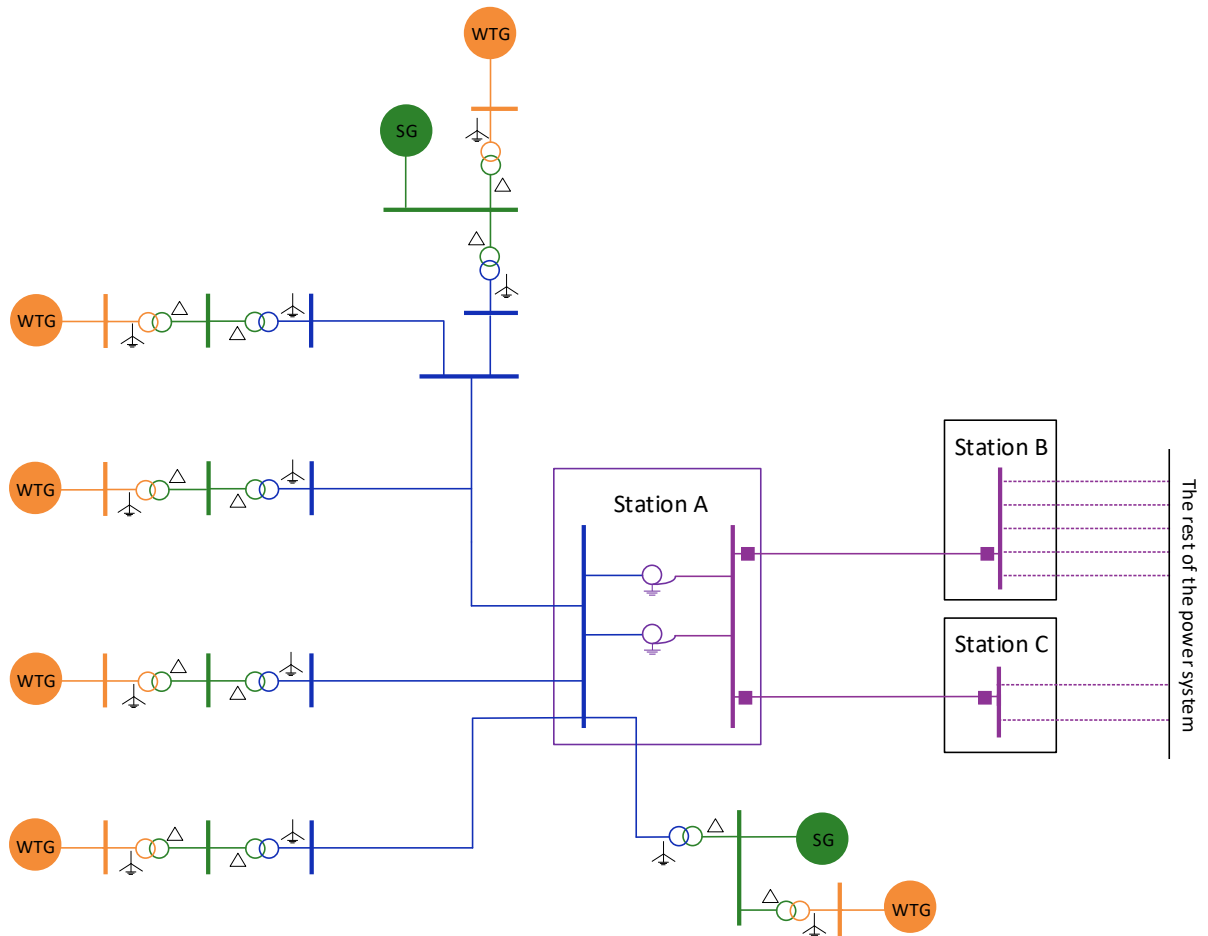 WTG
SG
WTG
WTG
Station A
Station B
The rest of the power system
Station C
WTG
WTG
SG
WTG